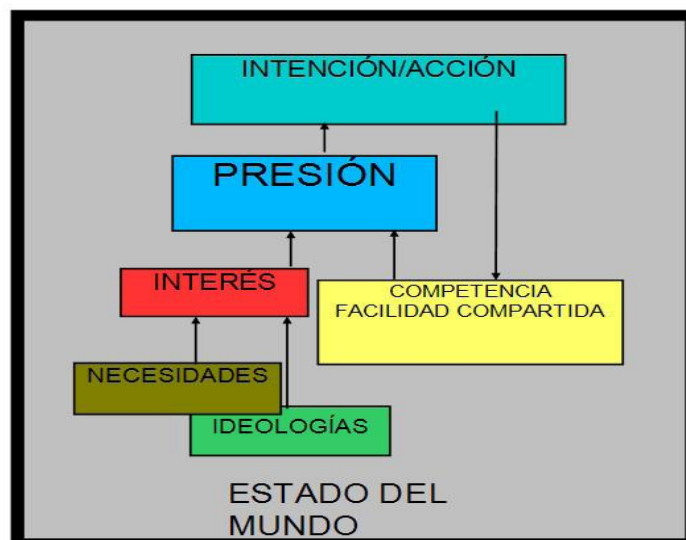 INTENCIÓN/ACCIÓN
PRESIÓN
INTERÉS
COMPETENCIA
FACILIDAD COMPARTIDA
NECESIDADES
IDEOLOGÍAS
ESTADO DEL
MUNDO